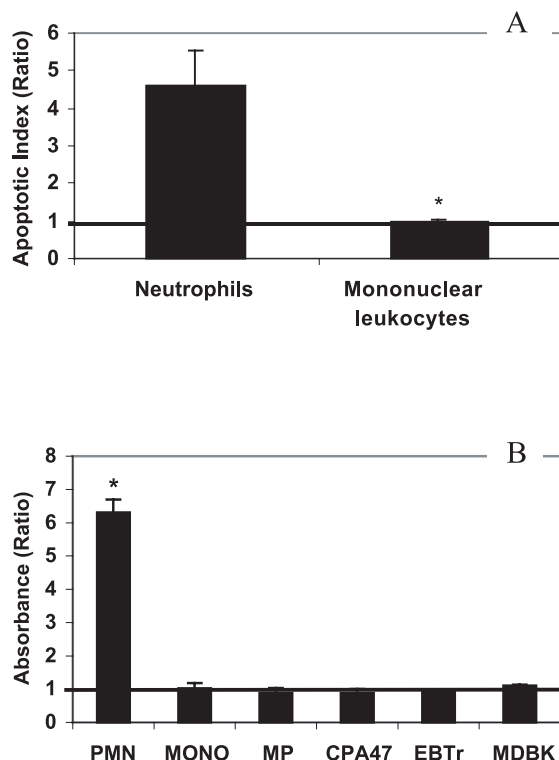 A
Apoptotic Index (Ratio)
6
5
4
3
2
1
0
*
Neutrophils
Mononuclear
leukocytes
B
Absorbance (Ratio)
8
7
6
5
4
3
2
1
0
*
PMN MONO MP CPA47 EBTr MDBK